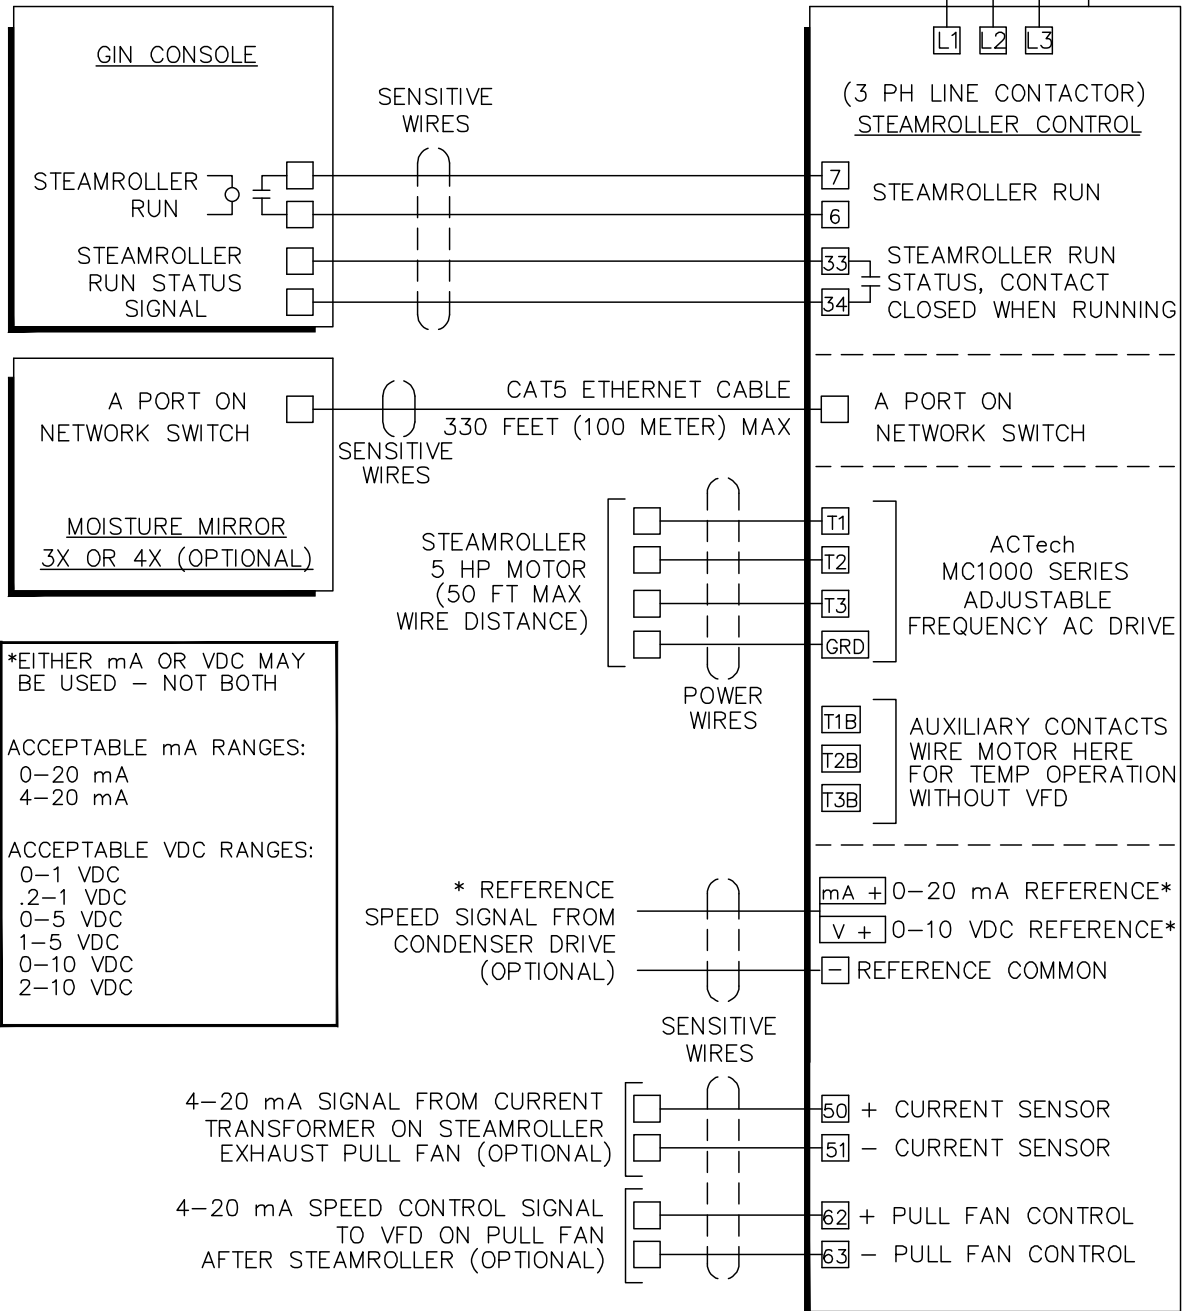 L1 L2 L3
GIN CONSOLE
(3 PH LINE CONTACTOR)
STEAMROLLER CONTROL
SENSITIVE
WIRES
STEAMROLLER
RUN
7
6
STEAMROLLER RUN
STEAMROLLER
RUN STATUS
SIGNAL
33
34
STEAMROLLER RUN
STATUS, CONTACT
CLOSED WHEN RUNNING
A PORT ON
NETWORK SWITCH
CAT5 ETHERNET CABLE
330 FEET (100 METER) MAX
SENSITIVE
WIRES
A PORT ON
NETWORK SWITCH
MOISTURE MIRROR
3X OR 4X (OPTIONAL)
STEAMROLLER
5 HP MOTOR
(50 FT MAX
WIRE DISTANCE)
T1
T2
T3
GRD
ACTech
MC1000 SERIES
ADJUSTABLE
FREQUENCY AC DRIVE
POWER
WIRES
T1B
T2B
T3B
AUXILIARY CONTACTS
WIRE MOTOR HERE
FOR TEMP OPERATION
WITHOUT VFD
*EITHER mA OR VDC MAY
BE USED – NOT BOTH
ACCEPTABLE mA RANGES:
0–20 mA
4–20 mA
ACCEPTABLE VDC RANGES:
0–1 VDC
.2–1 VDC
0–5 VDC
1–5 VDC
0–10 VDC
2–10 VDC
* REFERENCE
SPEED SIGNAL FROM
CONDENSER DRIVE
(OPTIONAL)
mA + 0–20 mA REFERENCE*
V + 0–10 VDC REFERENCE*
– REFERENCE COMMON
SENSITIVE
WIRES
4–20 mA SIGNAL FROM CURRENT
TRANSFORMER ON STEAMROLLER
EXHAUST PULL FAN (OPTIONAL)
50 + CURRENT SENSOR
51 – CURRENT SENSOR
4–20 mA SPEED CONTROL SIGNAL
TO VFD ON PULL FAN
AFTER STEAMROLLER (OPTIONAL)
62 + PULL FAN CONTROL
63 – PULL FAN CONTROL